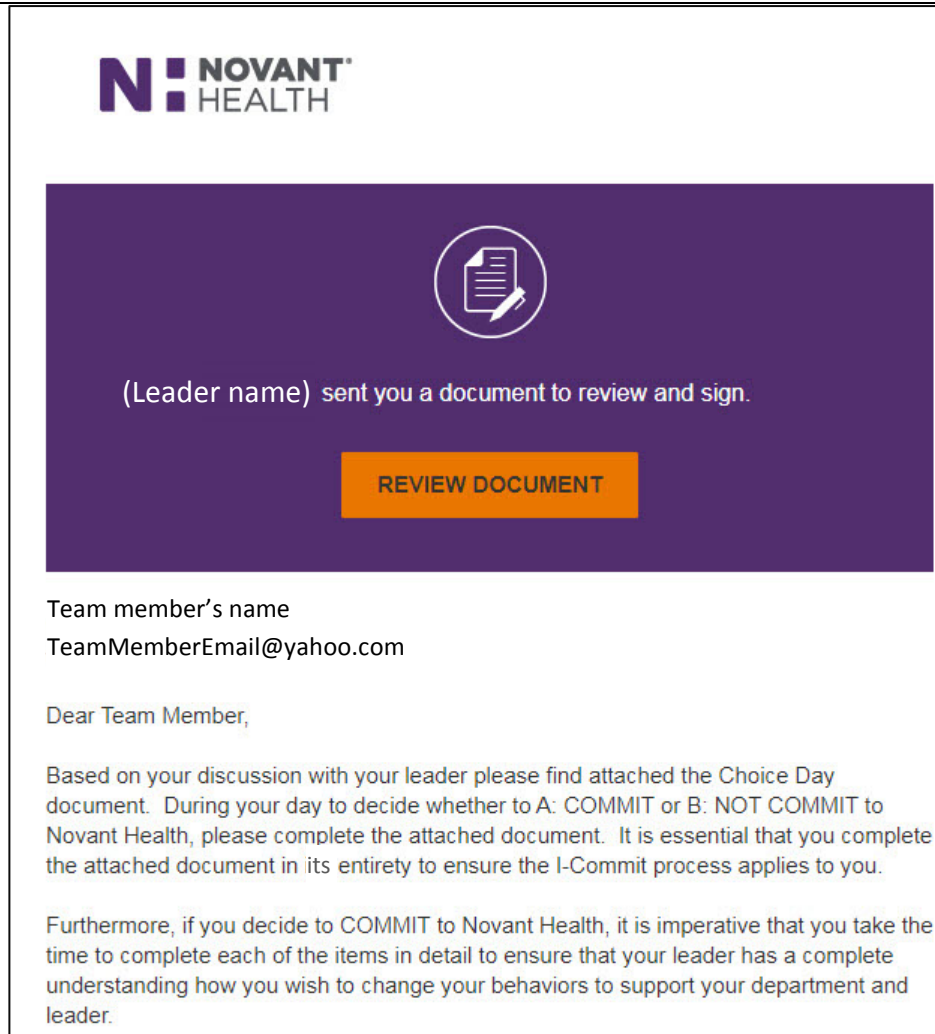 NOVANT
HEALTH
(Leader name) sent you a document to review and sign.
REVIEW DOCUMENT
Team member’s name
TeamMemberEmail@yahoo.com
Dear Team Member,
Based on your discussion with your leader please find attached the Choice Day
document.  During your day to decide whether to A: COMMIT or B: NOT COMMIT to
Novant Health, please complete the attached document.  It is essential that you complete
the attached document in its entirety to ensure the I-Commit process applies to you.
Furthermore, if you decide to COMMIT to Novant Health, it is imperative that you take the
time to complete each of the items in detail to ensure that your leader has a complete
understanding how you wish to change your behaviors to support your department and
leader.